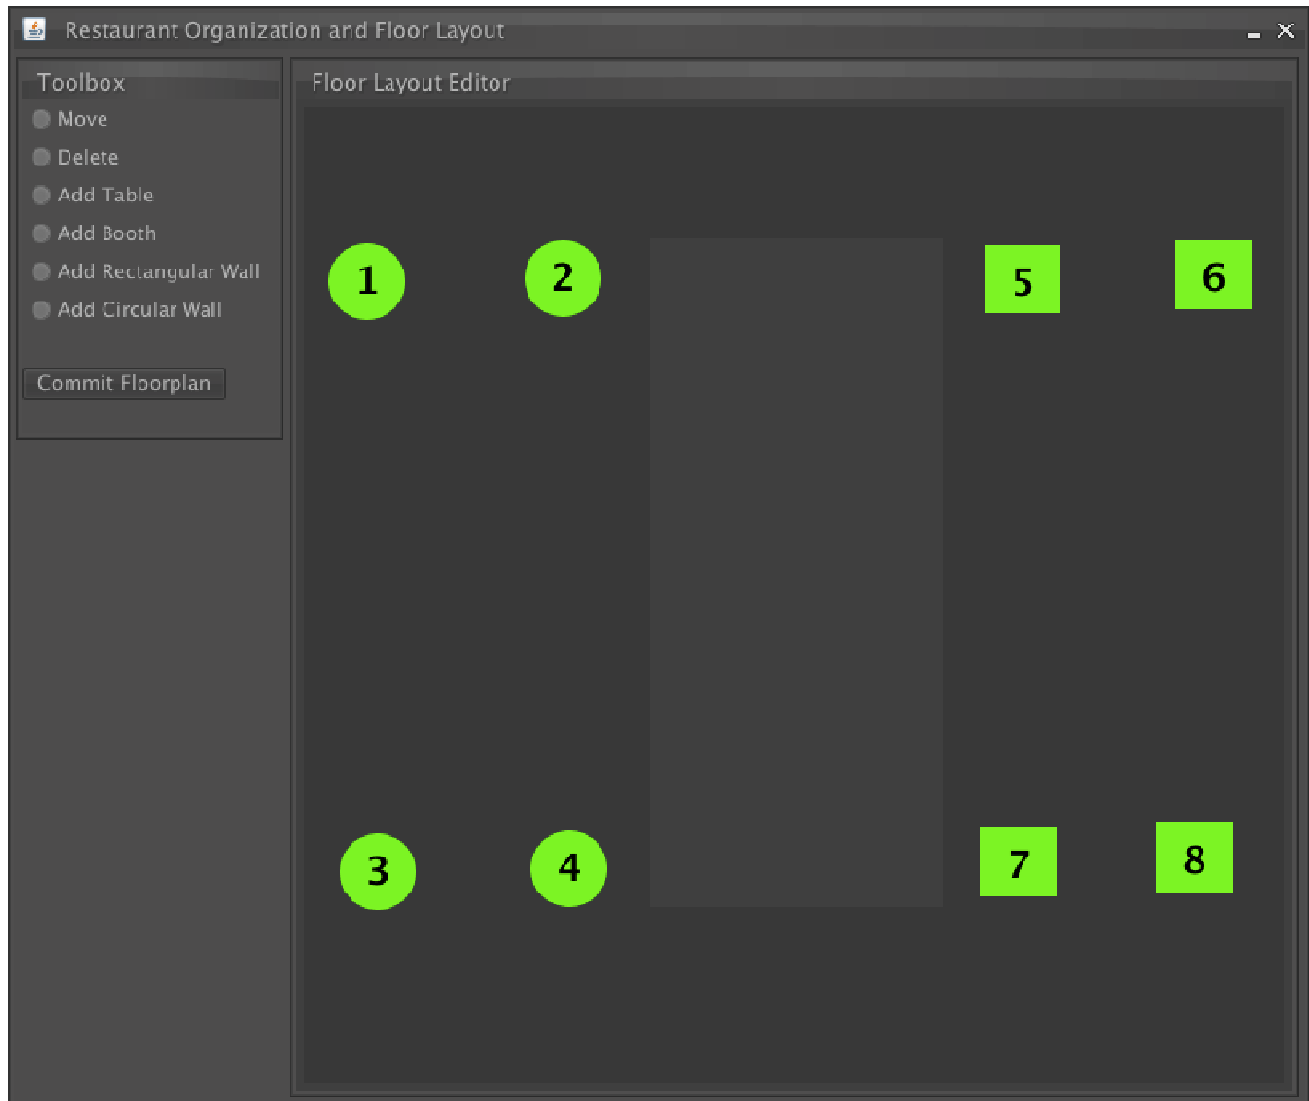 Restaurant Organization and Floor Layout
Toolbox
Move
Delete
Add Table
Add Booth
Add Rectangular Wall
Add Circular Wall
Commit Floorplan
Floor Layout Editor
1 2 5 6
3 4 7 8